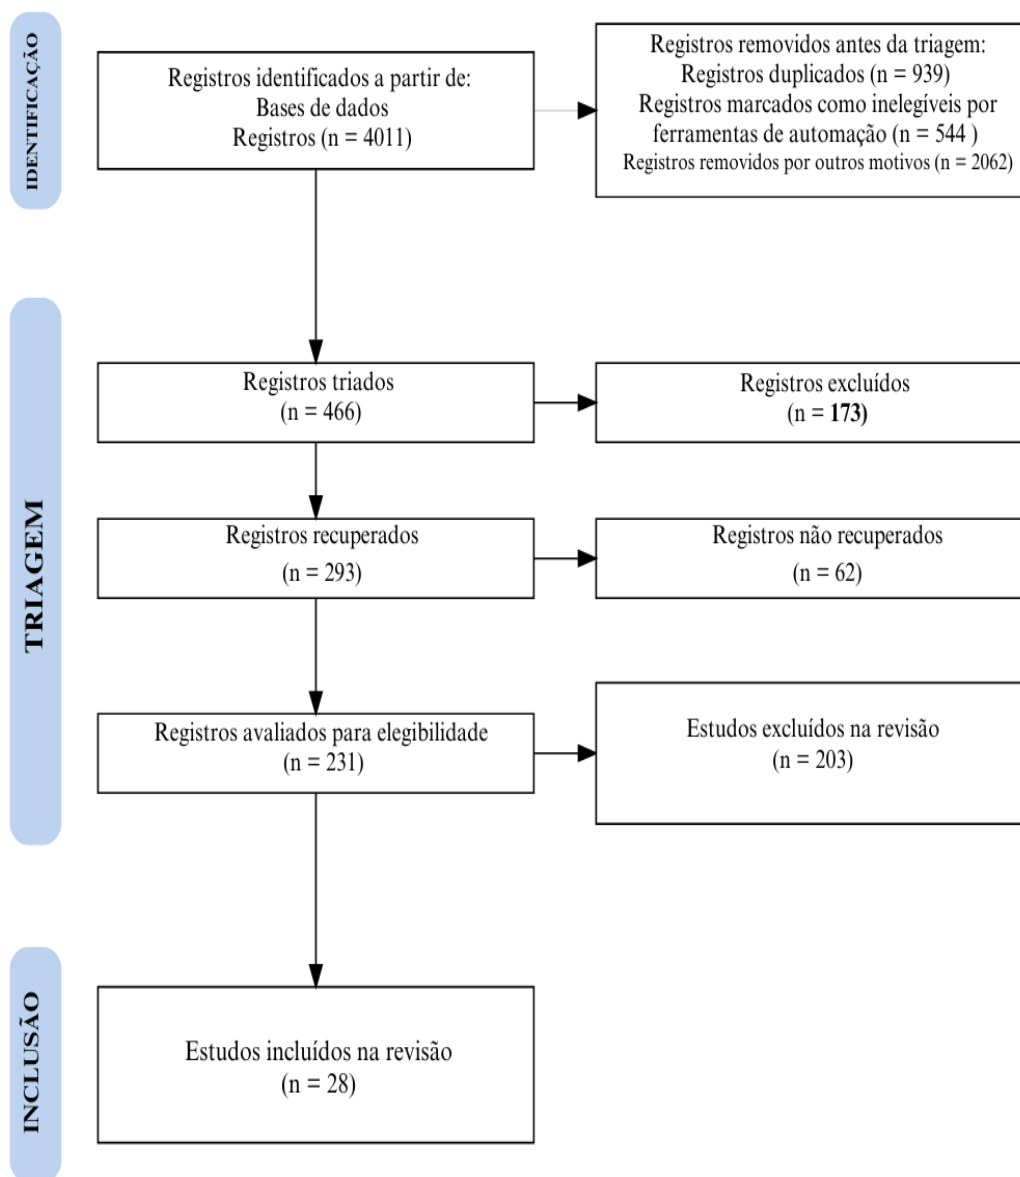 IDENTIFICAÇÃO
Registros identificados a partir de:
Bases de dados
Registros (n = 4011)
Registros removidos antes da triagem:
Registros duplicados (n = 939)
Registros marcados como inelegíveis por
ferramentas de automação (n = 544 )
Registros removidos por outros motivos (n = 2062)
TRIAGEM
Registros triados
(n = 466)
Registros excluídos
(n = 173)
Registros recuperados
(n = 293)
Registros não recuperados
(n = 62)
Registros avaliados para elegibilidade
(n = 231)
Estudos excluídos na revisão
(n = 203)
INCLUSÃO
Estudos incluídos na revisão
(n = 28)